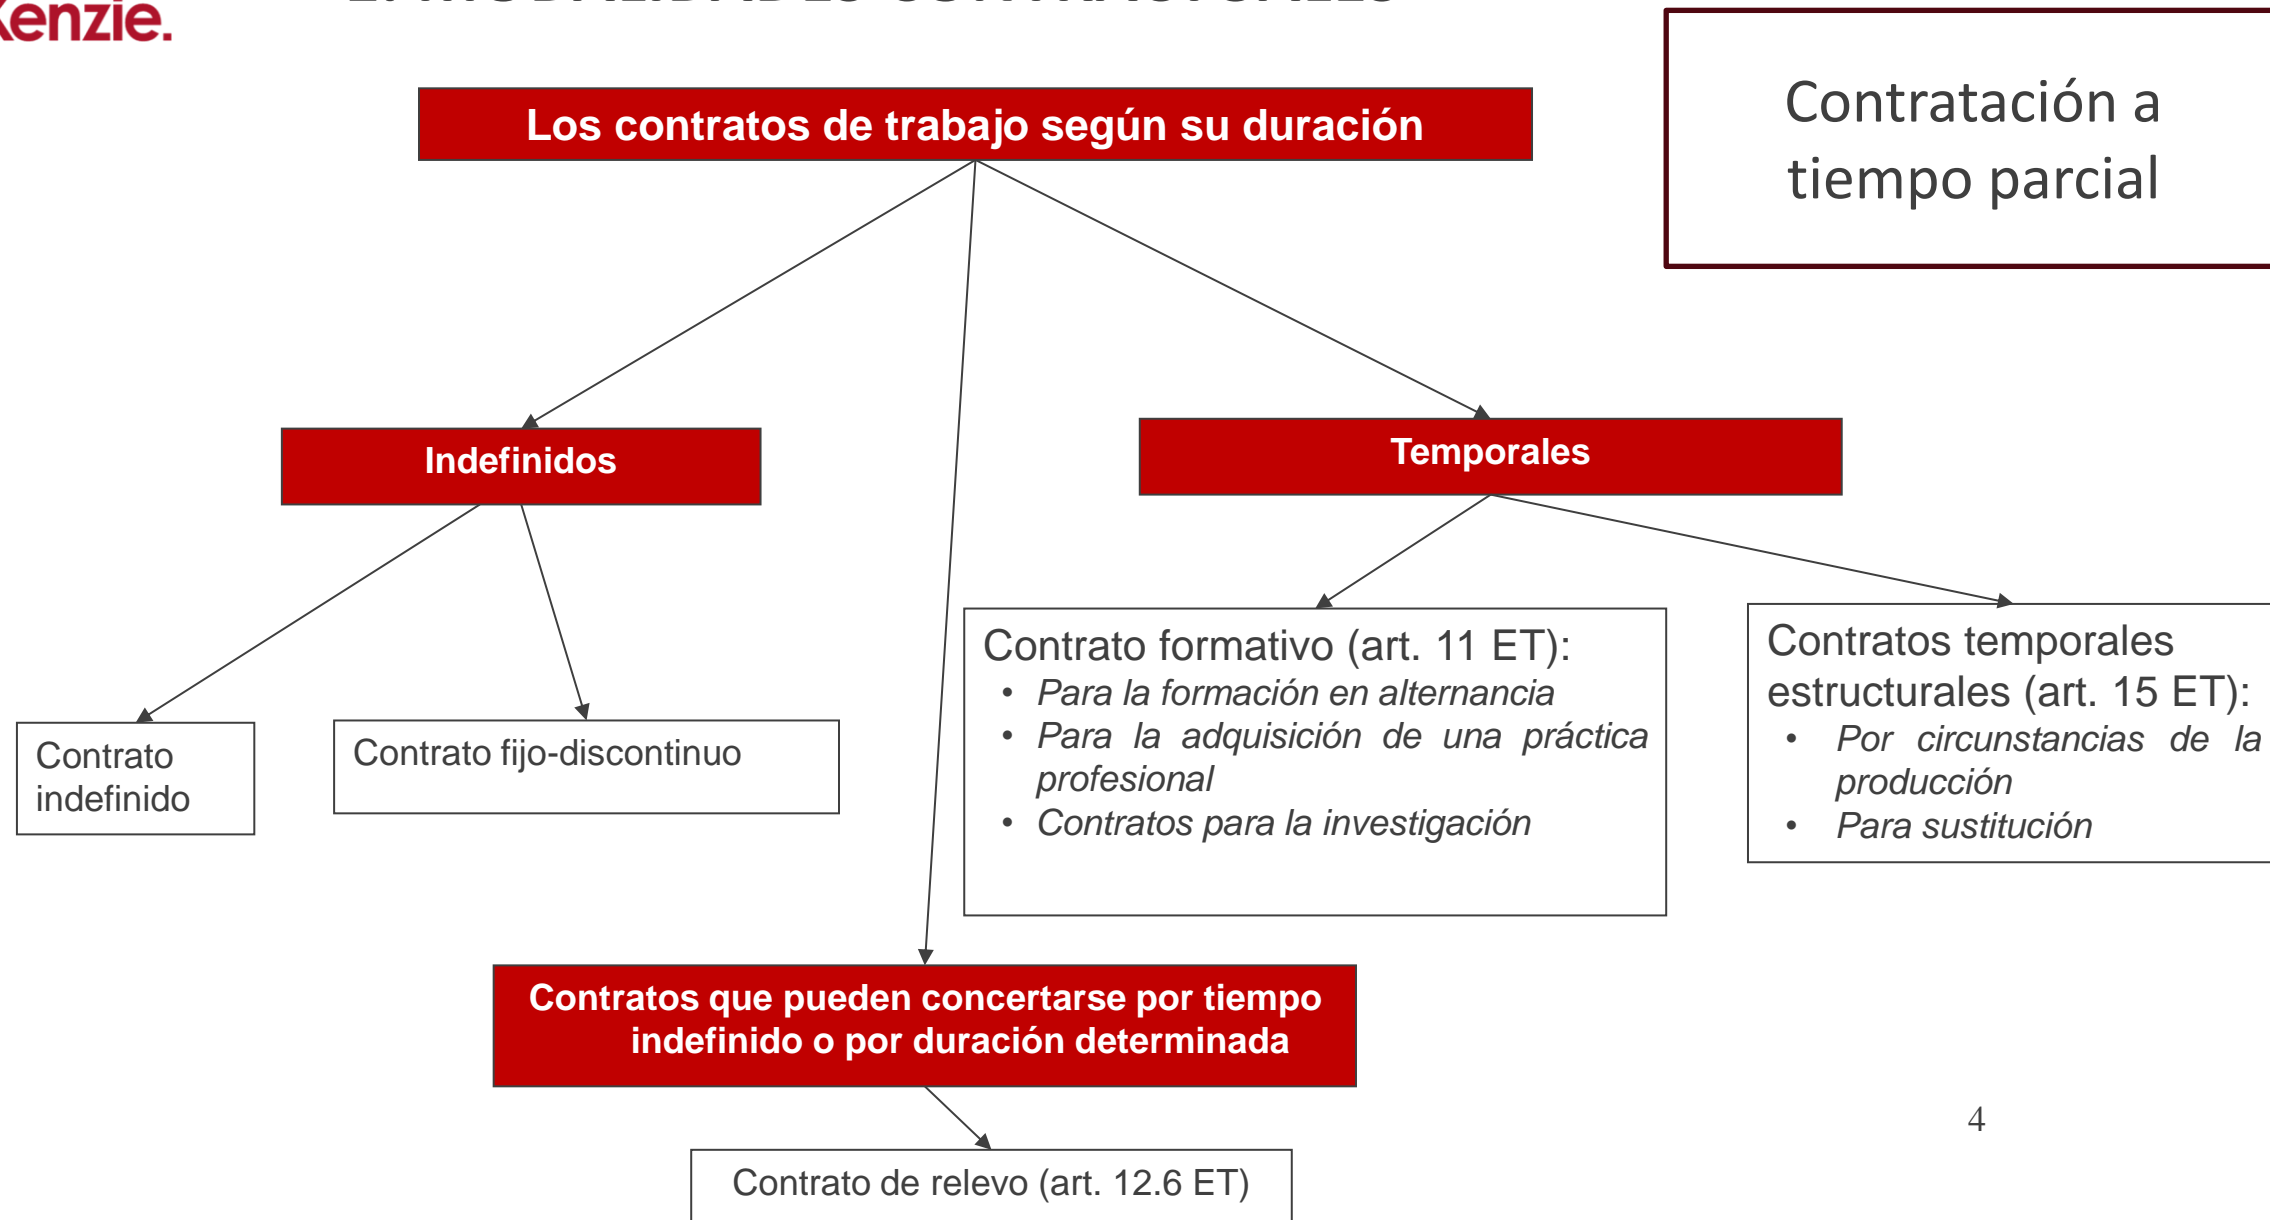 Kenzie.
2. MODALIDADES CONTRACTUALES
Contratación a
tiempo parcial
Los contratos de trabajo según su duración
Indefinidos
Temporales
Contrato
indefinido
Contrato fijo-discontinuo
Contrato formativo (art. 11 ET):
• Para la formación en alternancia
• Para la adquisición de una práctica
profesional
• Contratos para la investigación
Contratos temporales
estructurales (art. 15 ET):
• Por circunstancias de la
producción
• Para sustitución
Contratos que pueden concertarse por tiempo
indefinido o por duración determinada
Contrato de relevo (art. 12.6 ET)
4